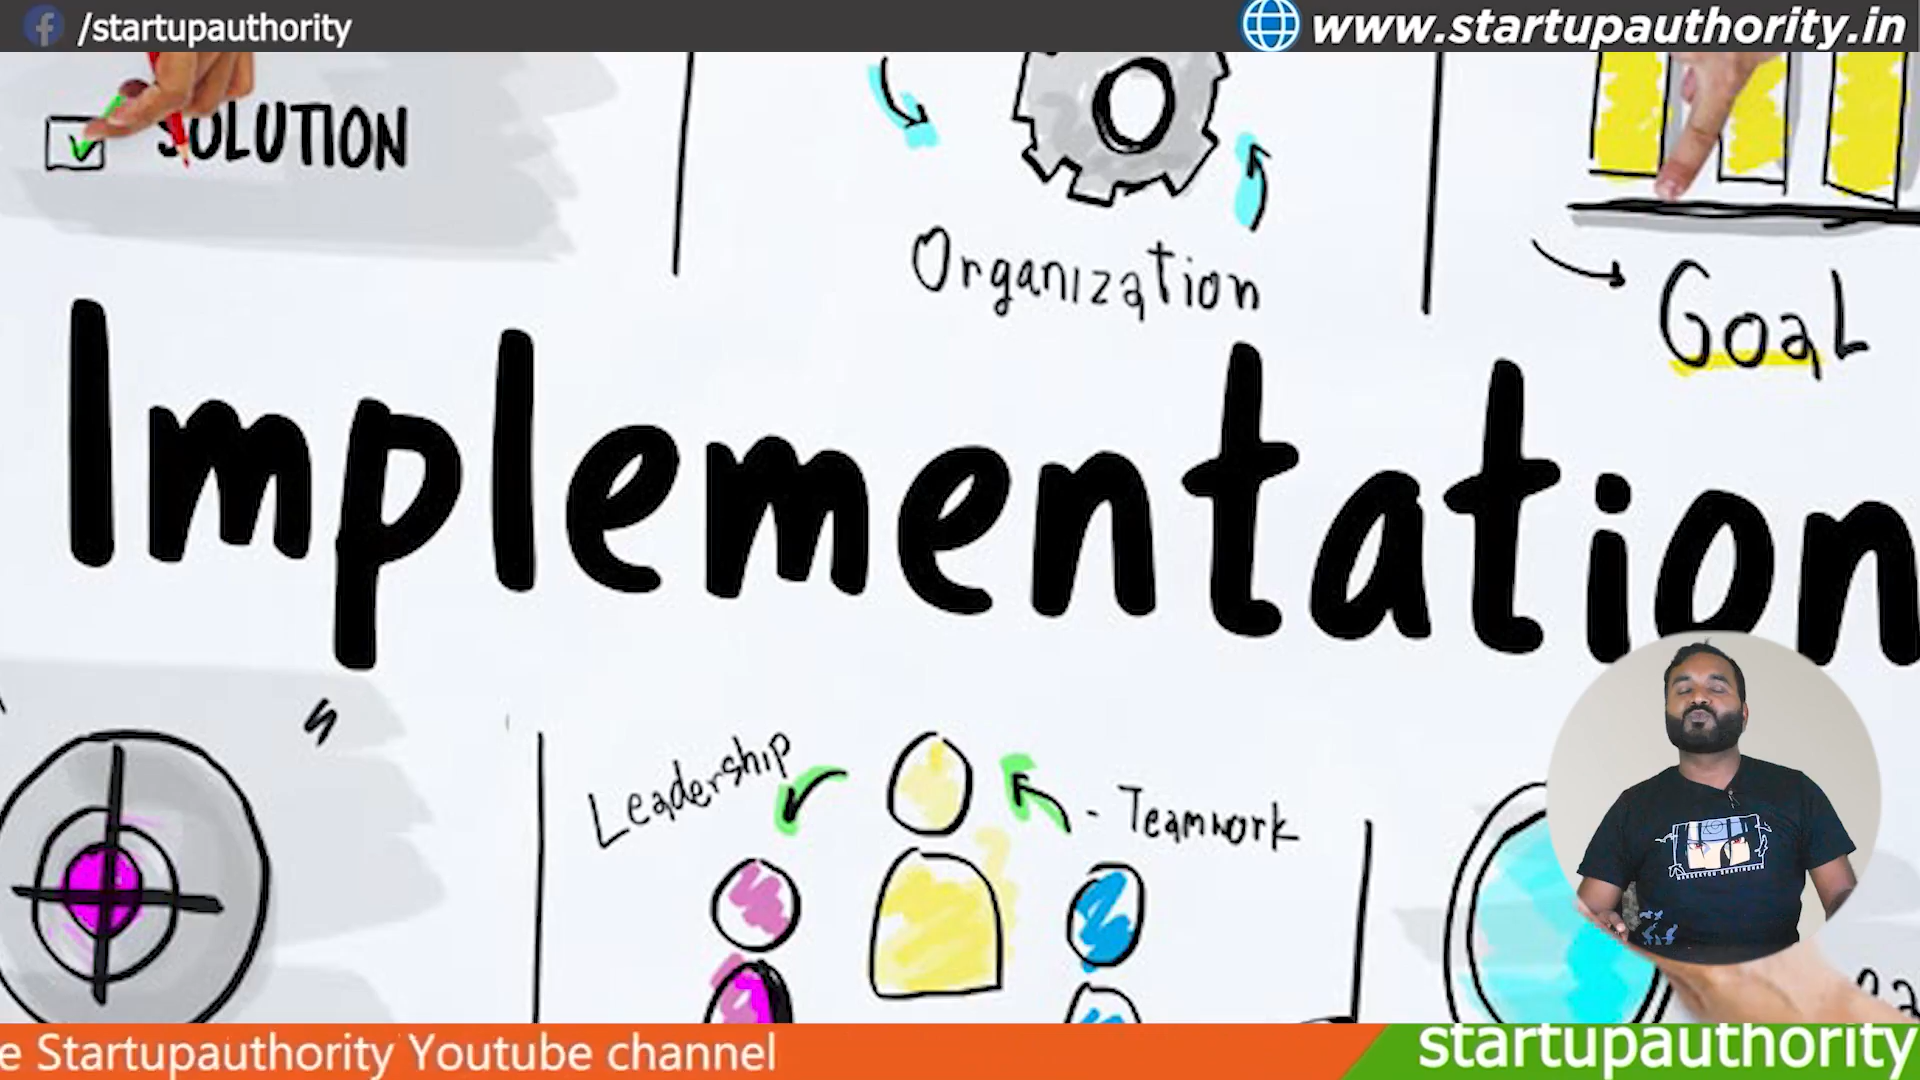 /startupauthority
www.startupauthority.in
SOLUTION
Organization
Goal
Implementation
Leadership
- Teamwork
e Startupauthority Youtube channel
startupauthority